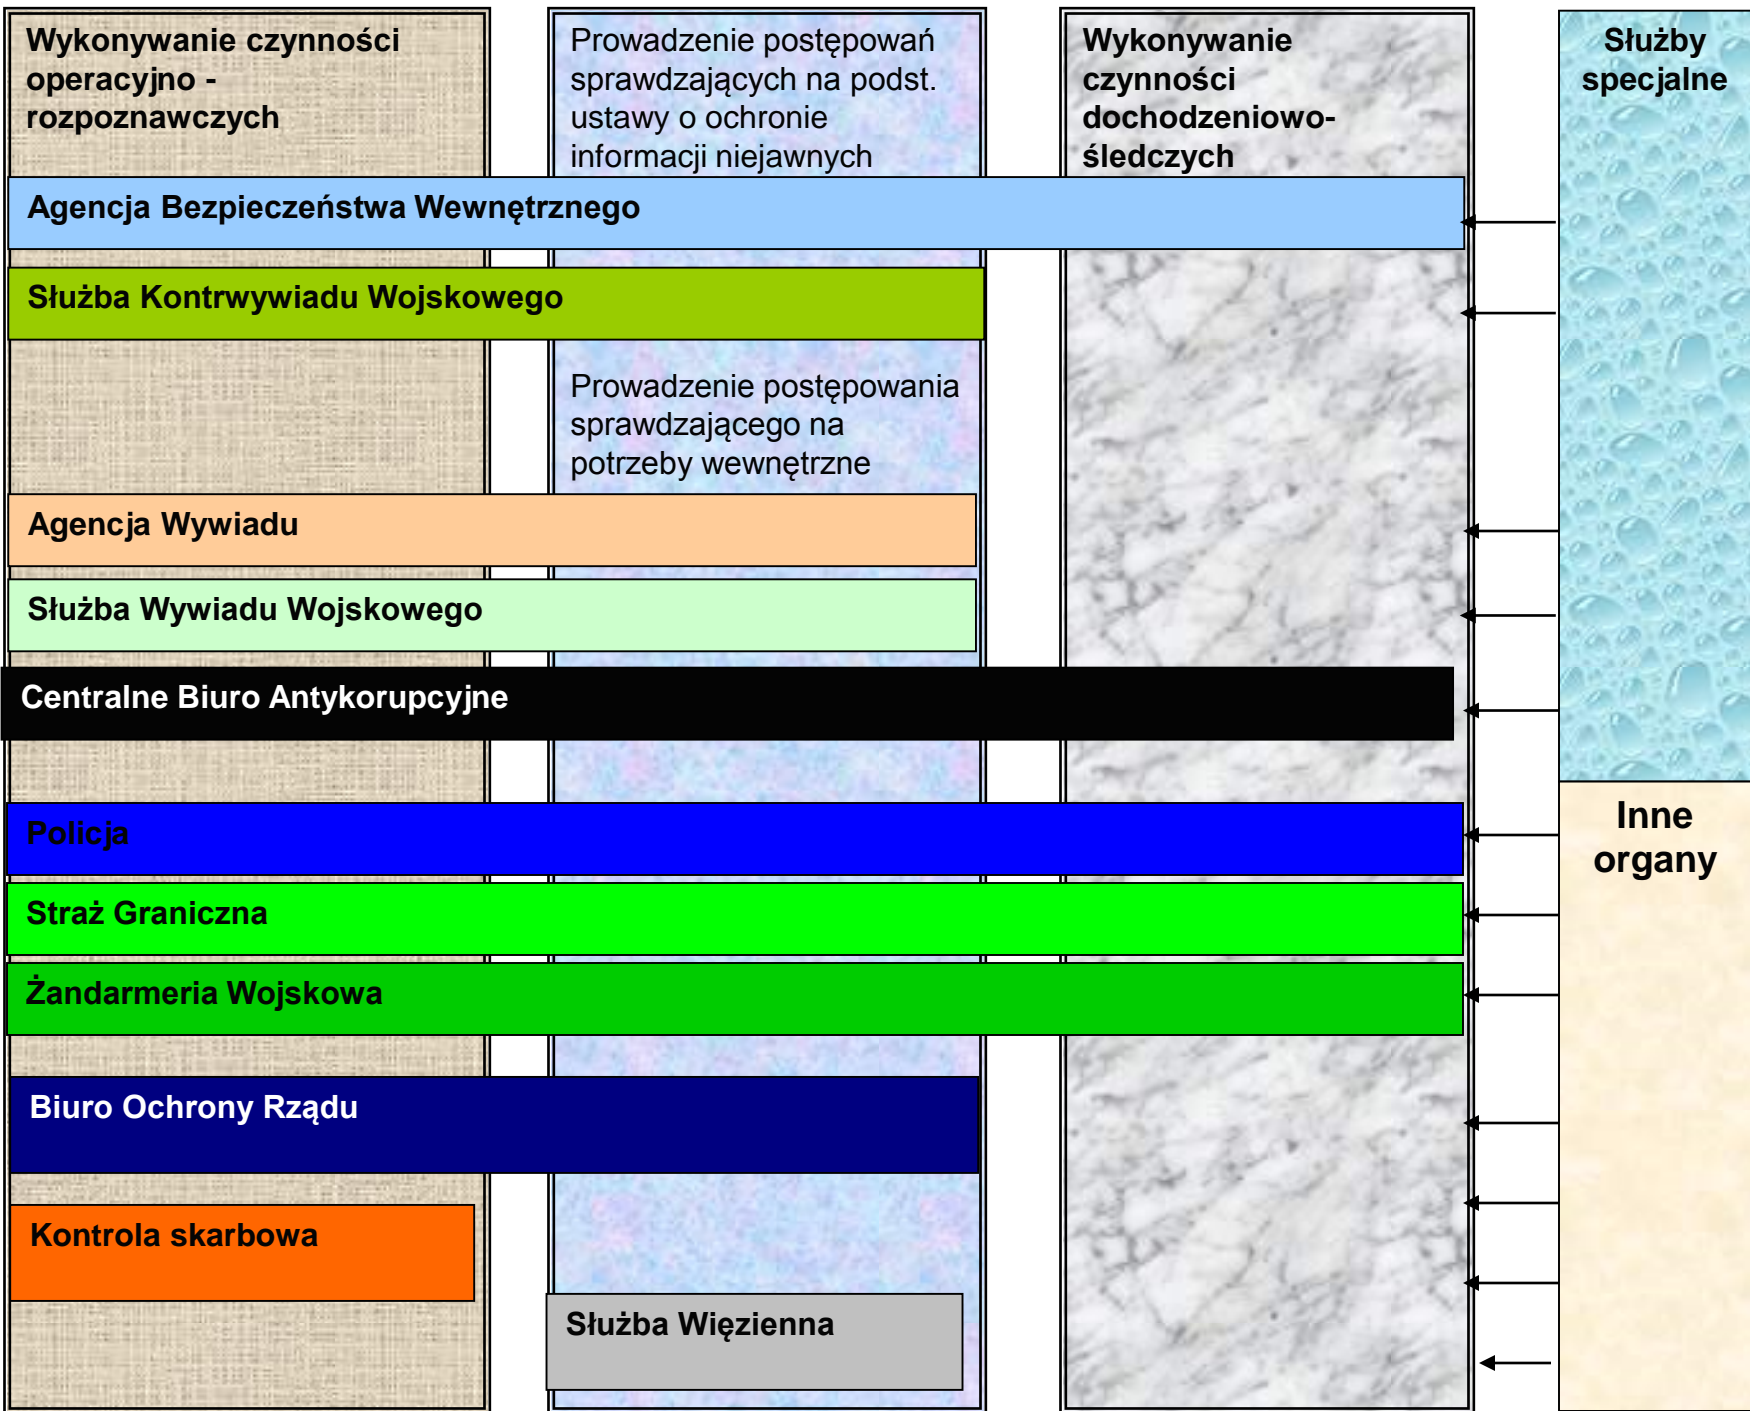 Wykonywanie czynności
operacyjno -
rozpoznawczych
Prowadzenie postępowań
sprawdzających na podst.
ustawy o ochronie
informacji niejawnych
Wykonywanie
czynności
dochodzeniowo-
śledczych
Służby
specjalne
Agencja Bezpieczeństwa Wewnętrznego
Służba Kontrwywiadu Wojskowego
Prowadzenie postępowania
sprawdzającego na
potrzeby wewnętrzne
Agencja Wywiadu
Służba Wywiadu Wojskowego
Centralne Biuro Antykorupcyjne
Policja
Inne
organy
Straż Graniczna
Żandarmeria Wojskowa
Biuro Ochrony Rządu
Kontrola skarbowa
Służba Więzienna